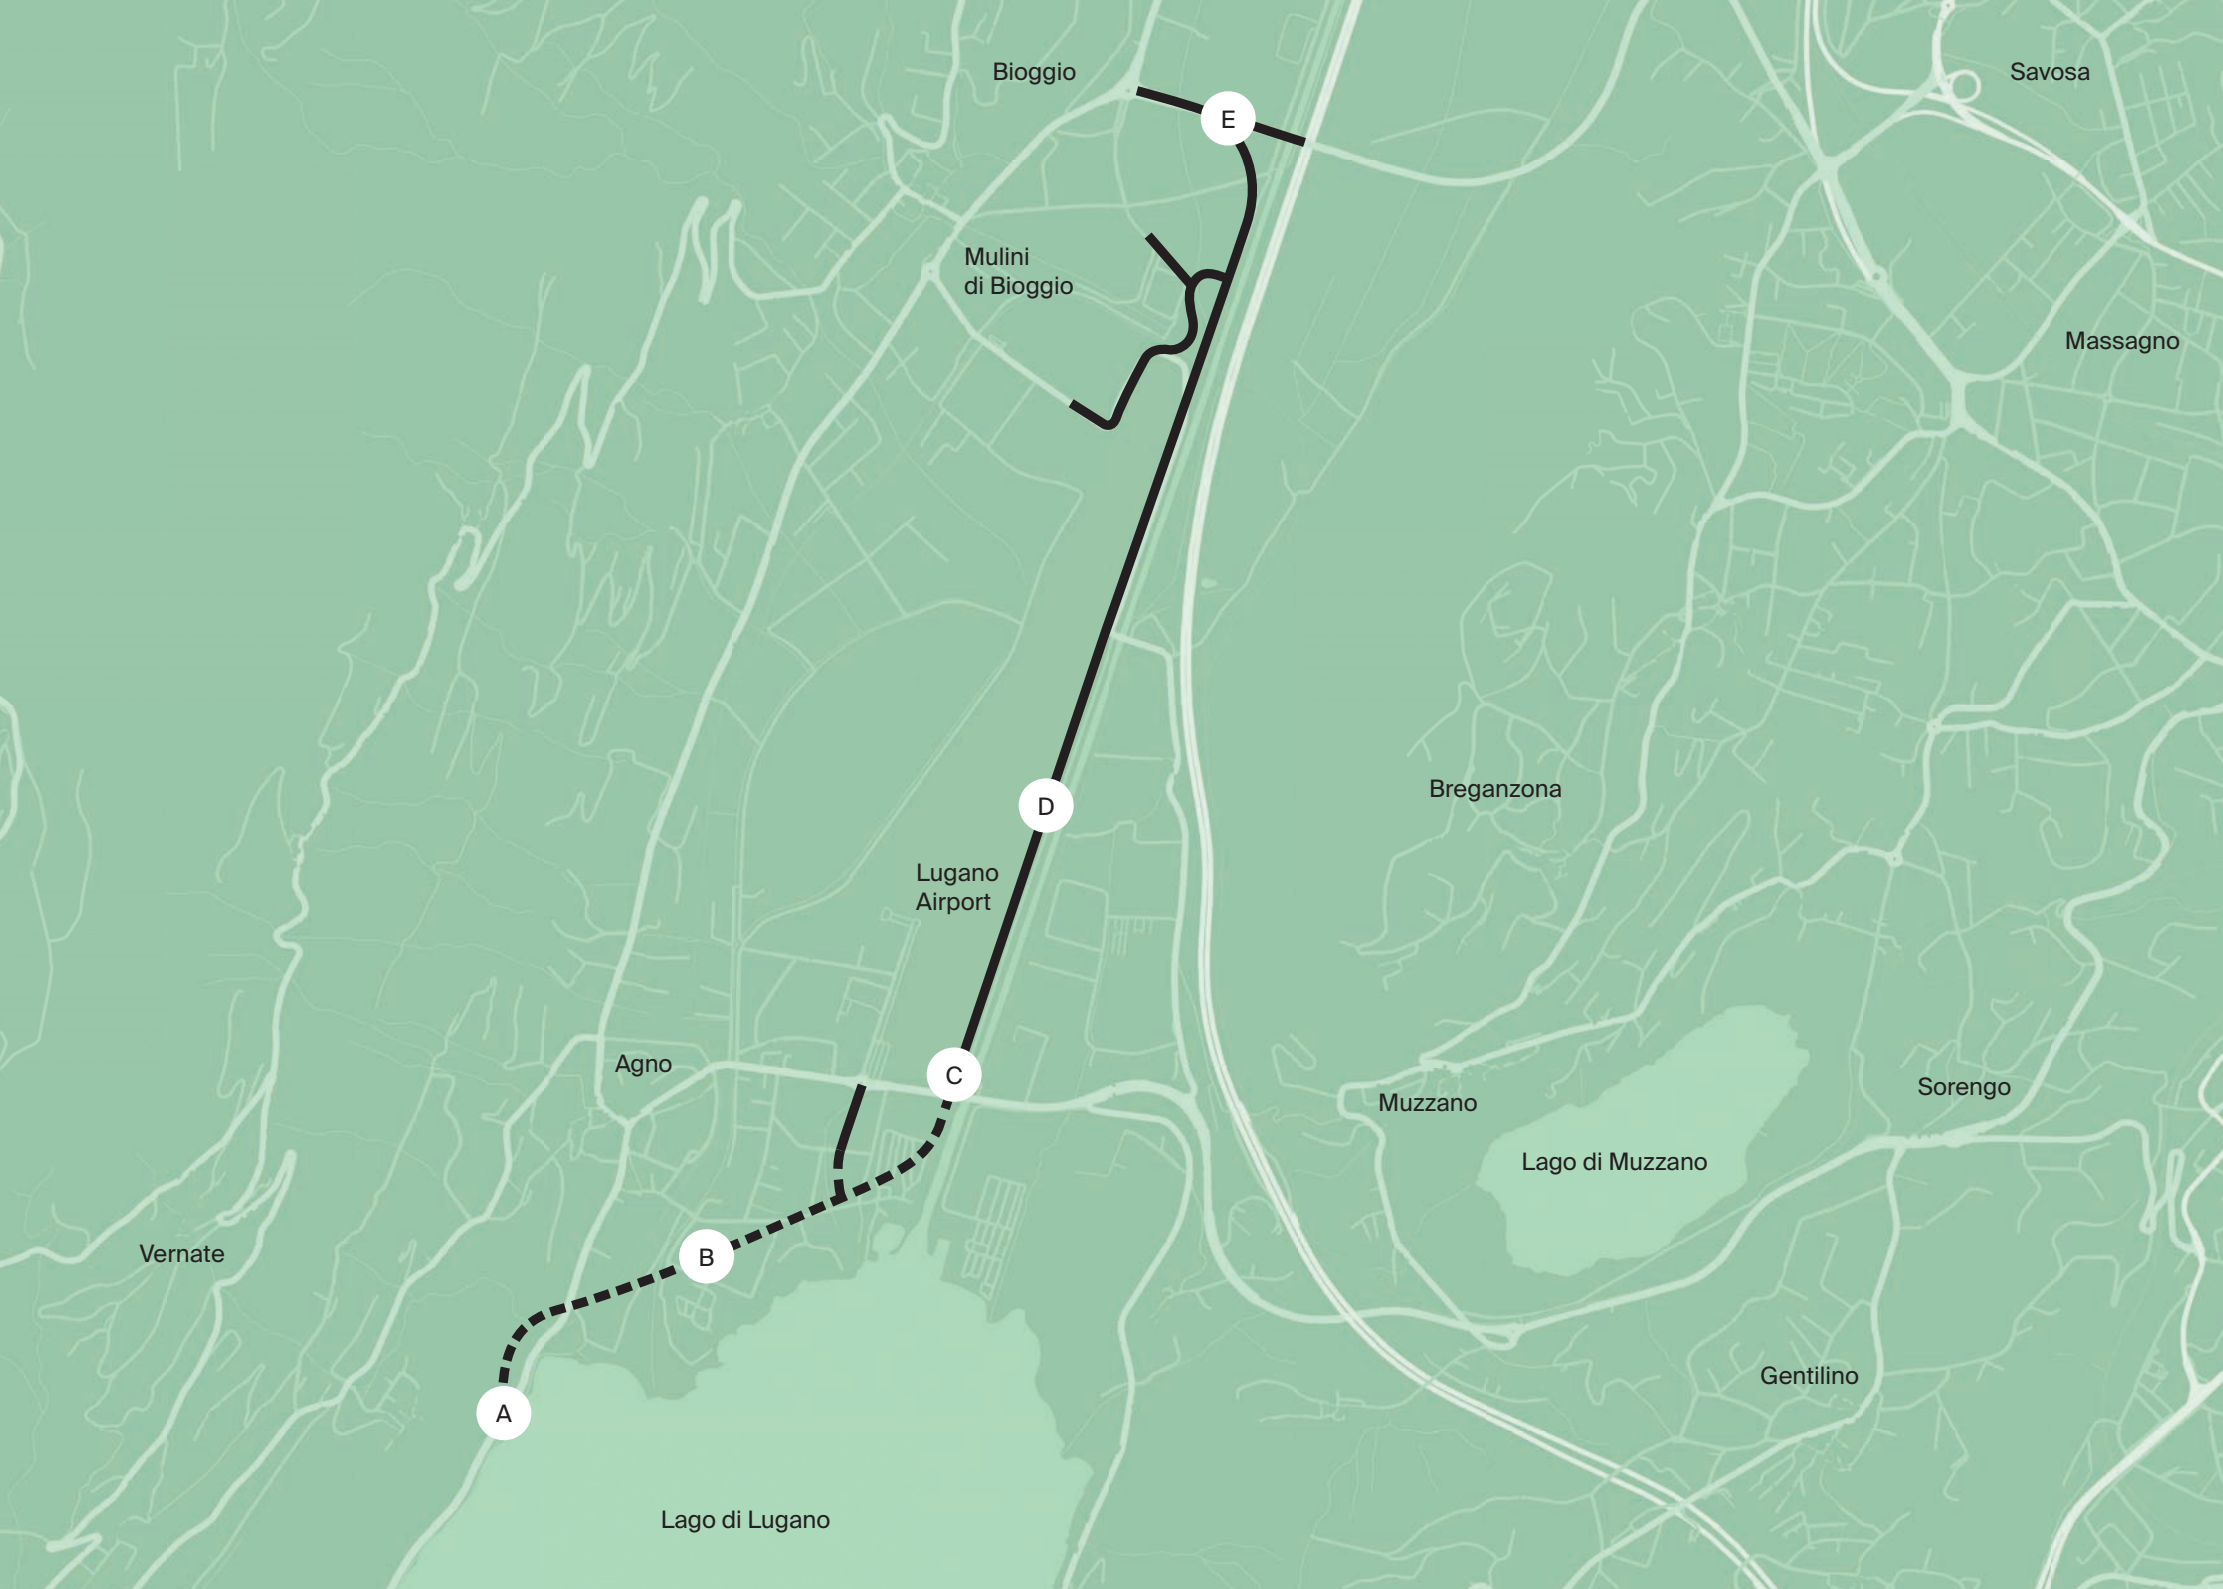 Bioggio
Savosa
E
Mulini
di Bioggio
Massagno
Breganzona
D
Lugano
Airport
Agno
C
Muzzano
Sorengo
Lago di Muzzano
Vernate
B
Gentilino
A
Lago di Lugano